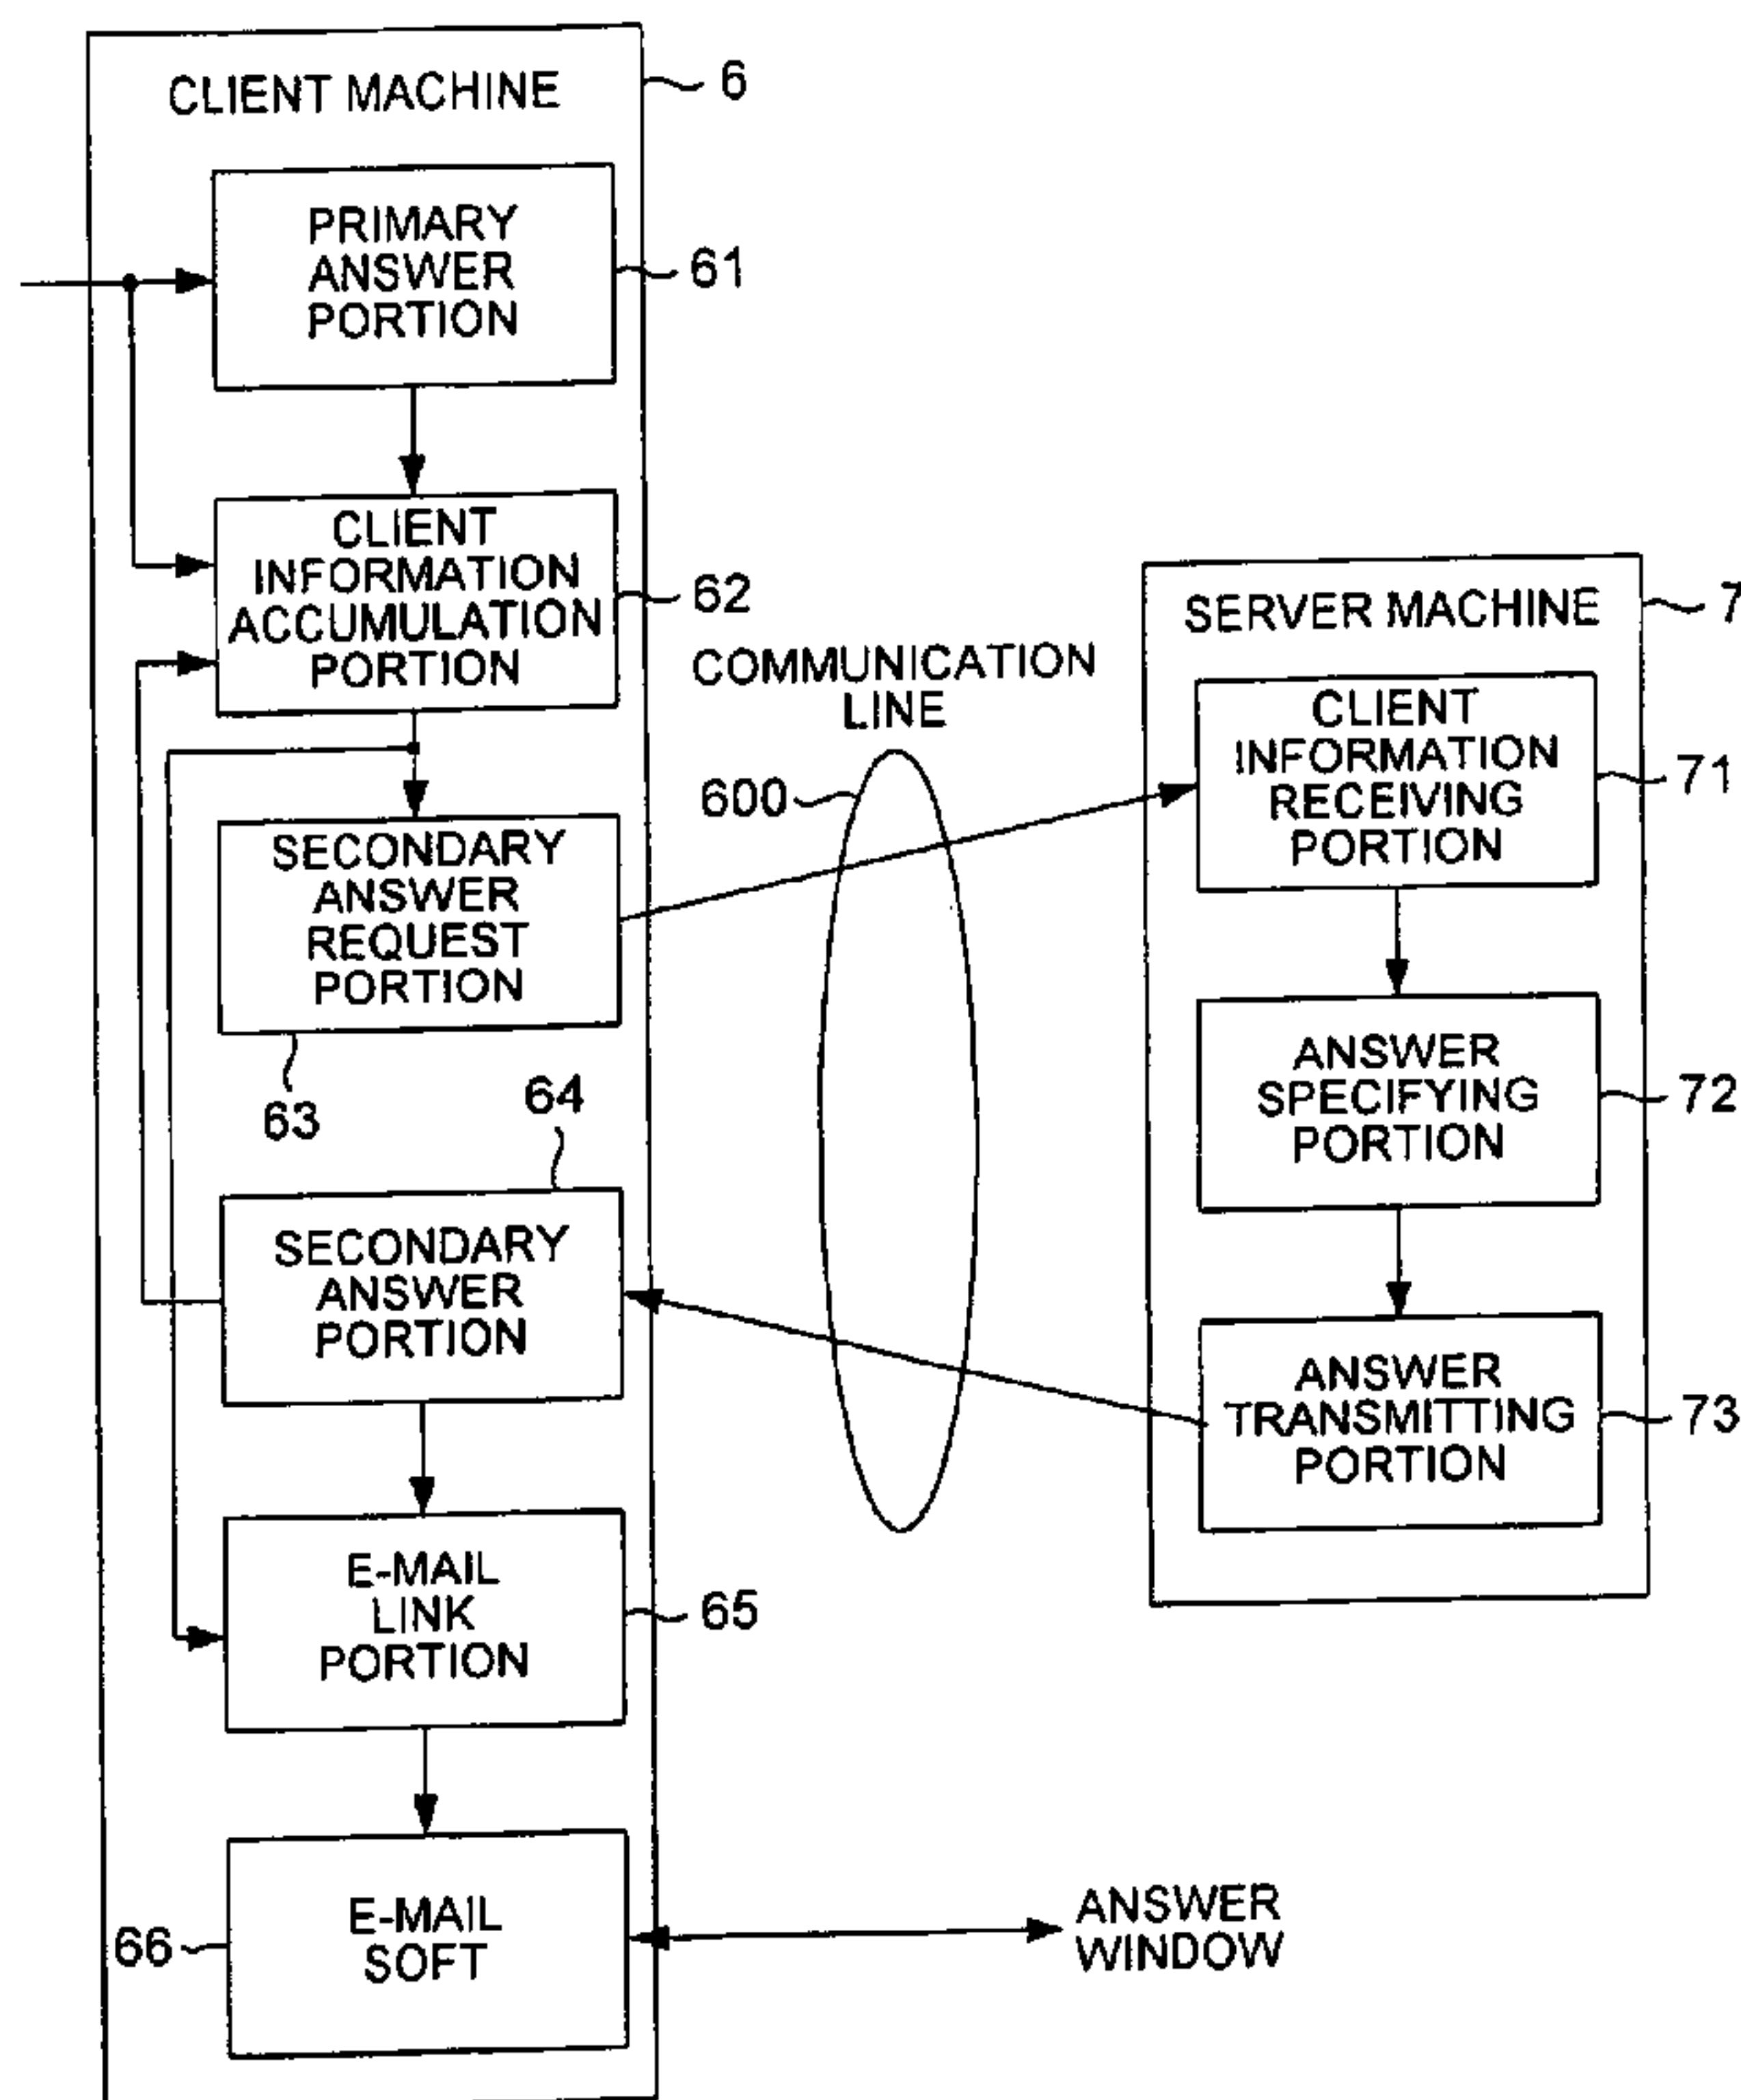 CLIENT MACHINE
6
PRIMARY
ANSWER
PORTION
61
CLIENT
INFORMATION
ACCUMULATION
PORTION
62
COMMUNICATION
LINE
600
SECONDARY
ANSWER
REQUEST
PORTION
63
64
SECONDARY
ANSWER
PORTION
E-MAIL
LINK
PORTION
65
E-MAIL
SOFT
66
ANSWER
WINDOW
SERVER MACHINE
7
CLIENT
INFORMATION
RECEIVING
PORTION
71
ANSWER
SPECIFYING
PORTION
72
ANSWER
TRANSMITTING
PORTION
73